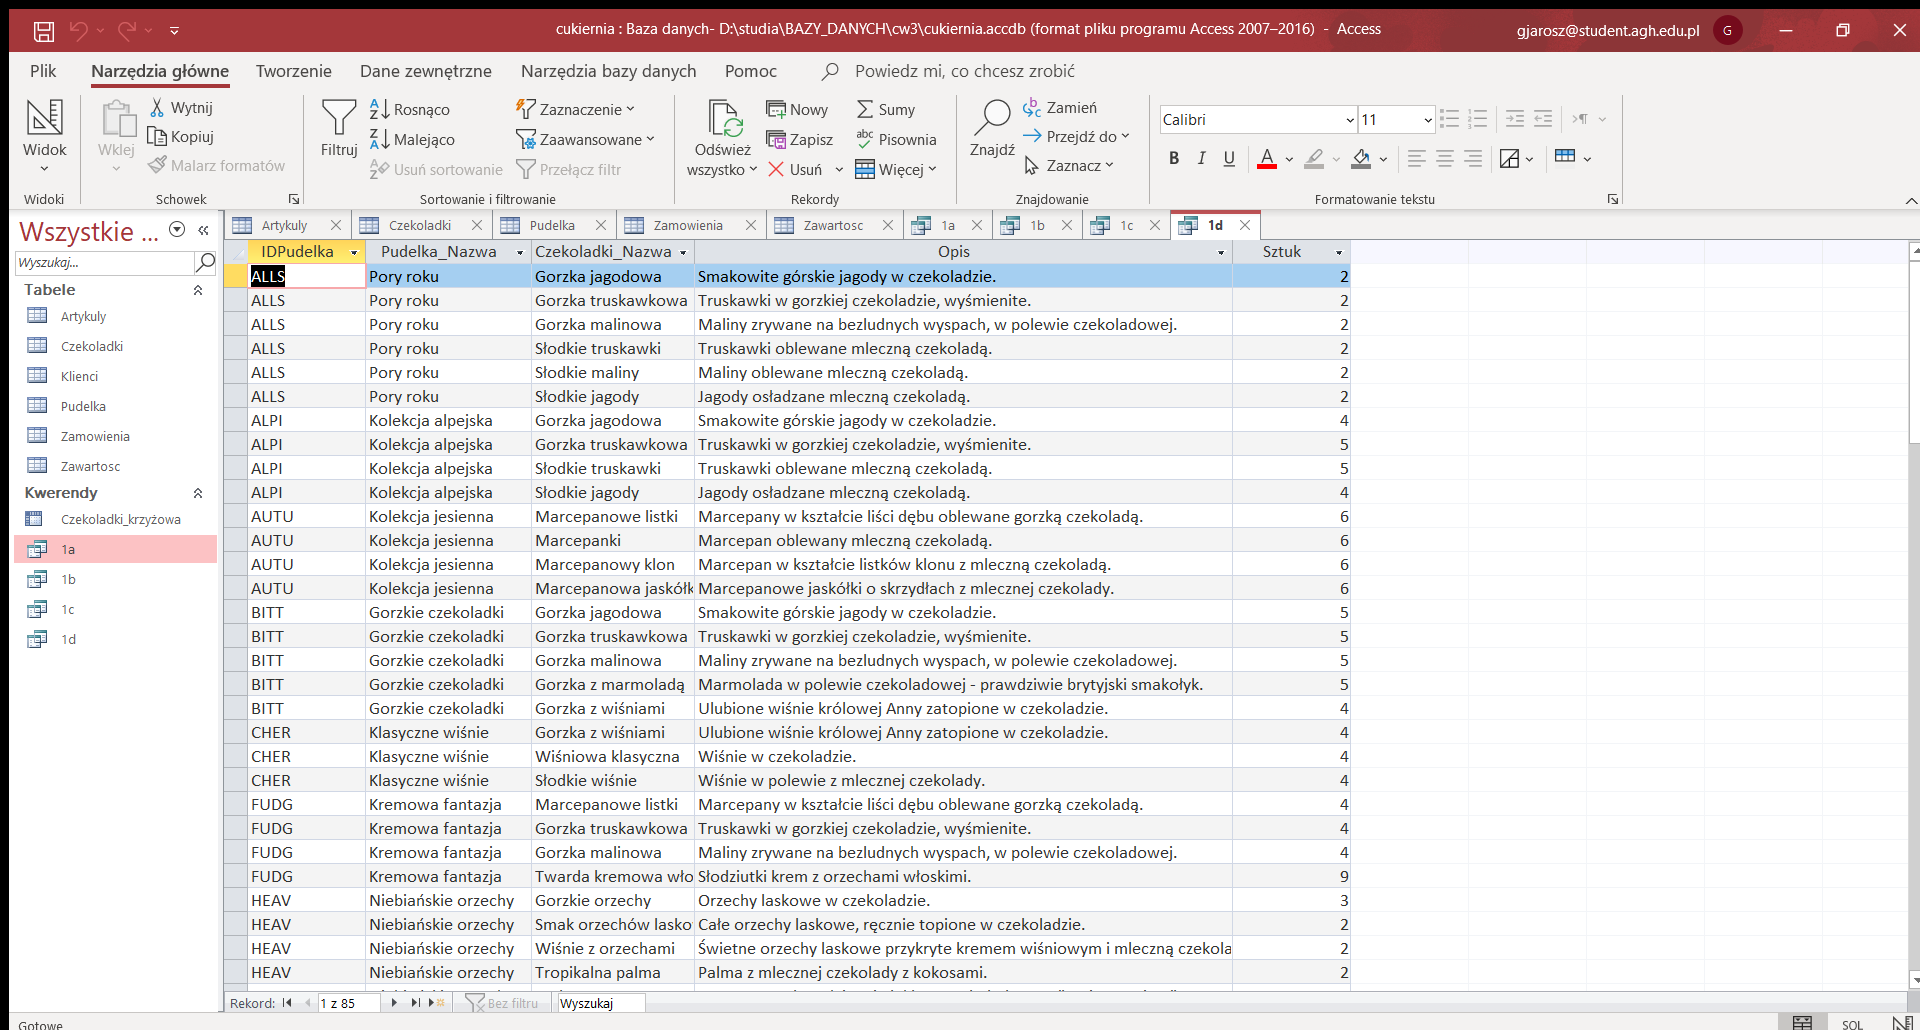 cukiernia : Baza danych- D:\studia\BAZY_DANYCH\cw3\cukiernia.accdb (format pliku programu Access 2007–2016) - Access
gjarosz@student.agh.edu.pl G
Plik Narzędzia główne Tworzenie Dane zewnętrzne Narzędzia bazy danych Pomoc Powiedz mi, co chcesz zrobić
Widok
Widoki
Wklej
Wytnij
Kopiuj
Malarz formatów
Schowek
Filtruj
Rosnąco
Malejąco
Usuń sortowanie
Zaznaczenie
Zaawansowane
Przełącz filtr
Sortowanie i filtrowanie
Odśwież
wszystko
Nowy
Zapisz
Usuń
Sumy
Pisownia
Więcej
Rekordy
Znajdź
Zamień
Przejdź do
Zaznacz
Znajdowanie
Calibri 11
B I U A
Formatowanie tekstu
Wszystkie ...
Wyszukaj...
Tabele
Artykuly
Czekoladki
Klienci
Pudelka
Zamowienia
Zawartosc
Kwerendy
Czekoladki_krzyżowa
1a
1b
1c
1d
Artykuly Czekoladki Pudelka Zamowienia Zawartosc 1a 1b 1c 1d
IDPudelka Pudelka_Nazwa Czekoladki_Nazwa Opis Sztuk
ALLS Pory roku Gorzka jagodowa Smakowite górskie jagody w czekoladzie. 2
ALLS Pory roku Gorzka truskawkowa Truskawki w gorzkiej czekoladzie, wyśmienite. 2
ALLS Pory roku Gorzka malinowa Maliny zrywane na bezludnych wyspach, w polewie czekoladowej. 2
ALLS Pory roku Słodkie truskawki Truskawki oblewane mleczną czekoladą. 2
ALLS Pory roku Słodkie maliny Maliny oblewane mleczną czekoladą. 2
ALLS Pory roku Słodkie jagody Jagody osładzane mleczną czekoladą. 2
ALPI Kolekcja alpejska Gorzka jagodowa Smakowite górskie jagody w czekoladzie. 4
ALPI Kolekcja alpejska Gorzka truskawkowa Truskawki w gorzkiej czekoladzie, wyśmienite. 5
ALPI Kolekcja alpejska Słodkie truskawki Truskawki oblewane mleczną czekoladą. 5
ALPI Kolekcja alpejska Słodkie jagody Jagody osładzane mleczną czekoladą. 4
AUTU Kolekcja jesienna Marcepanowe listki Marcepany w kształcie liści dębu oblewane gorzką czekoladą. 6
AUTU Kolekcja jesienna Marcepanki Marcepan oblewany mleczną czekoladą. 6
AUTU Kolekcja jesienna Marcepanowy klon Marcepan w kształcie listków klonu z mleczną czekoladą. 6
AUTU Kolekcja jesienna Marcepanowa jaskółk Marcepanowe jaskółki o skrzydłach z mlecznej czekolady. 6
BITT Gorzkie czekoladki Gorzka jagodowa Smakowite górskie jagody w czekoladzie. 5
BITT Gorzkie czekoladki Gorzka truskawkowa Truskawki w gorzkiej czekoladzie, wyśmienite. 5
BITT Gorzkie czekoladki Gorzka malinowa Maliny zrywane na bezludnych wyspach, w polewie czekoladowej. 5
BITT Gorzkie czekoladki Gorzka z marmoladą Marmolada w polewie czekoladowej - prawdziwie brytyjski smakołyk. 5
BITT Gorzkie czekoladki Gorzka z wiśniami Ulubione wiśnie królowej Anny zatopione w czekoladzie. 4
CHER Klasyczne wiśnie Gorzka z wiśniami Ulubione wiśnie królowej Anny zatopione w czekoladzie. 4
CHER Klasyczne wiśnie Wiśniowa klasyczna Wiśnie w czekoladzie. 4
CHER Klasyczne wiśnie Słodkie wiśnie Wiśnie w polewie z mlecznej czekolady. 4
FUDG Kremowa fantazja Marcepanowe listki Marcepany w kształcie liści dębu oblewane gorzką czekoladą. 4
FUDG Kremowa fantazja Gorzka truskawkowa Truskawki w gorzkiej czekoladzie, wyśmienite. 4
FUDG Kremowa fantazja Gorzka malinowa Maliny zrywane na bezludnych wyspach, w polewie czekoladowej. 4
FUDG Kremowa fantazja Twarda kremowa wło Słodziutki krem z orzechami włoskimi. 9
HEAV Niebiańskie orzechy Gorzkie orzechy Orzechy laskowe w czekoladzie. 3
HEAV Niebiańskie orzechy Smak orzechów lasko Całe orzechy laskowe, ręcznie topione w czekoladzie. 2
HEAV Niebiańskie orzechy Wiśnie z orzechami Świetne orzechy laskowe przykryte kremem wiśniowym i mleczną czekola 2
HEAV Niebiańskie orzechy Tropikalna palma Palma z mlecznej czekolady z kokosami. 2
Rekord: 1 z 85 Bez filtru Wyszukaj
Gotowe SQL